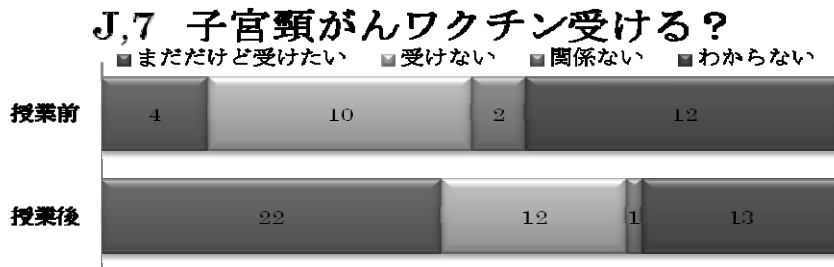 J,7 子宮頸がんワクチン受ける？
■まだだけど受けたい ■受けない ■関係ない ■わからない
授業前 4 10 2 12
授業後 22 12 1 13